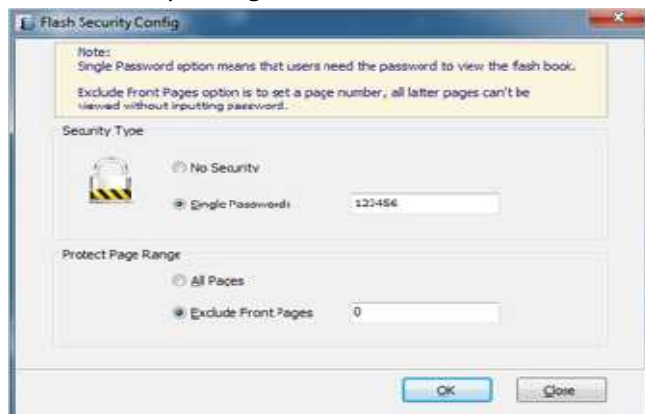 Flash Security Config
Note:
Single Password option means that users need the password to view the flash book.
Exclude Front Pages option is to set a page number, all latter pages can't be
viewed without inputting password.
Security Type
No Security
Single Password: 123456
Protect Page Range
All Pages
Exclude Front Pages 0
OK Close